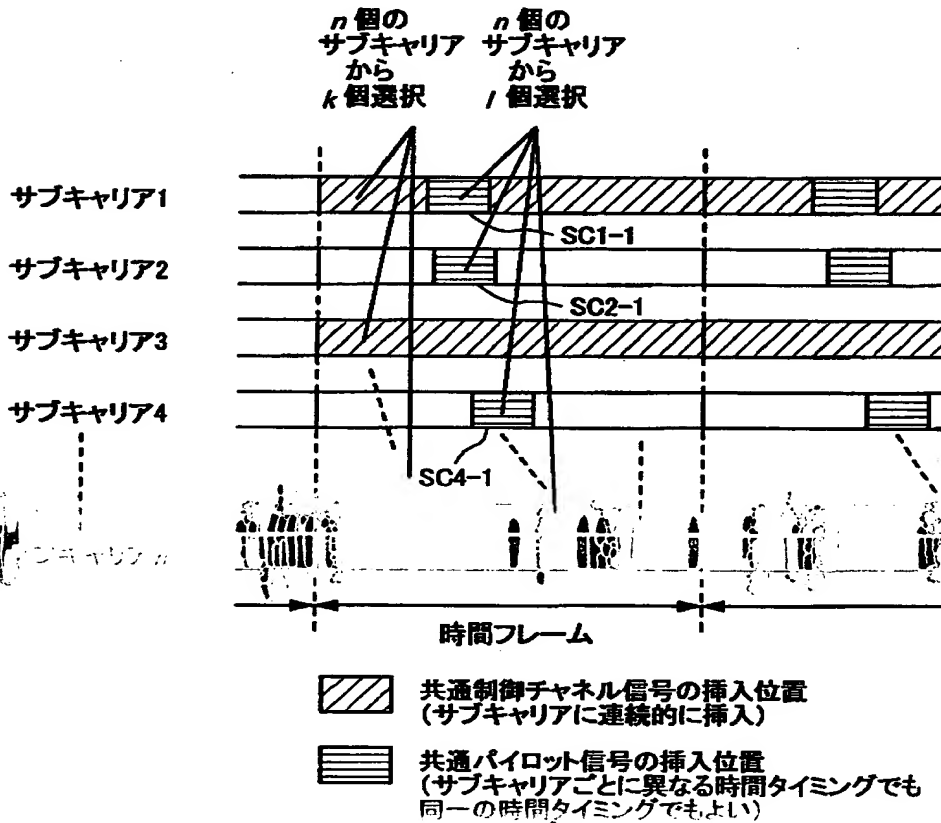 n 個の
サブキャリア
から
k 個選択
n 個の
サブキャリア
から
l 個選択
サブキャリア1
SC1-1
サブキャリア2
SC2-1
サブキャリア3
サブキャリア4
SC4-1
キャリア n
時間フレーム
共通制御チャネル信号の挿入位置
(サブキャリアに連続的に挿入)
共通パイロット信号の挿入位置
(サブキャリアごとに異なる時間タイミングでも
同一の時間タイミングでもよい)